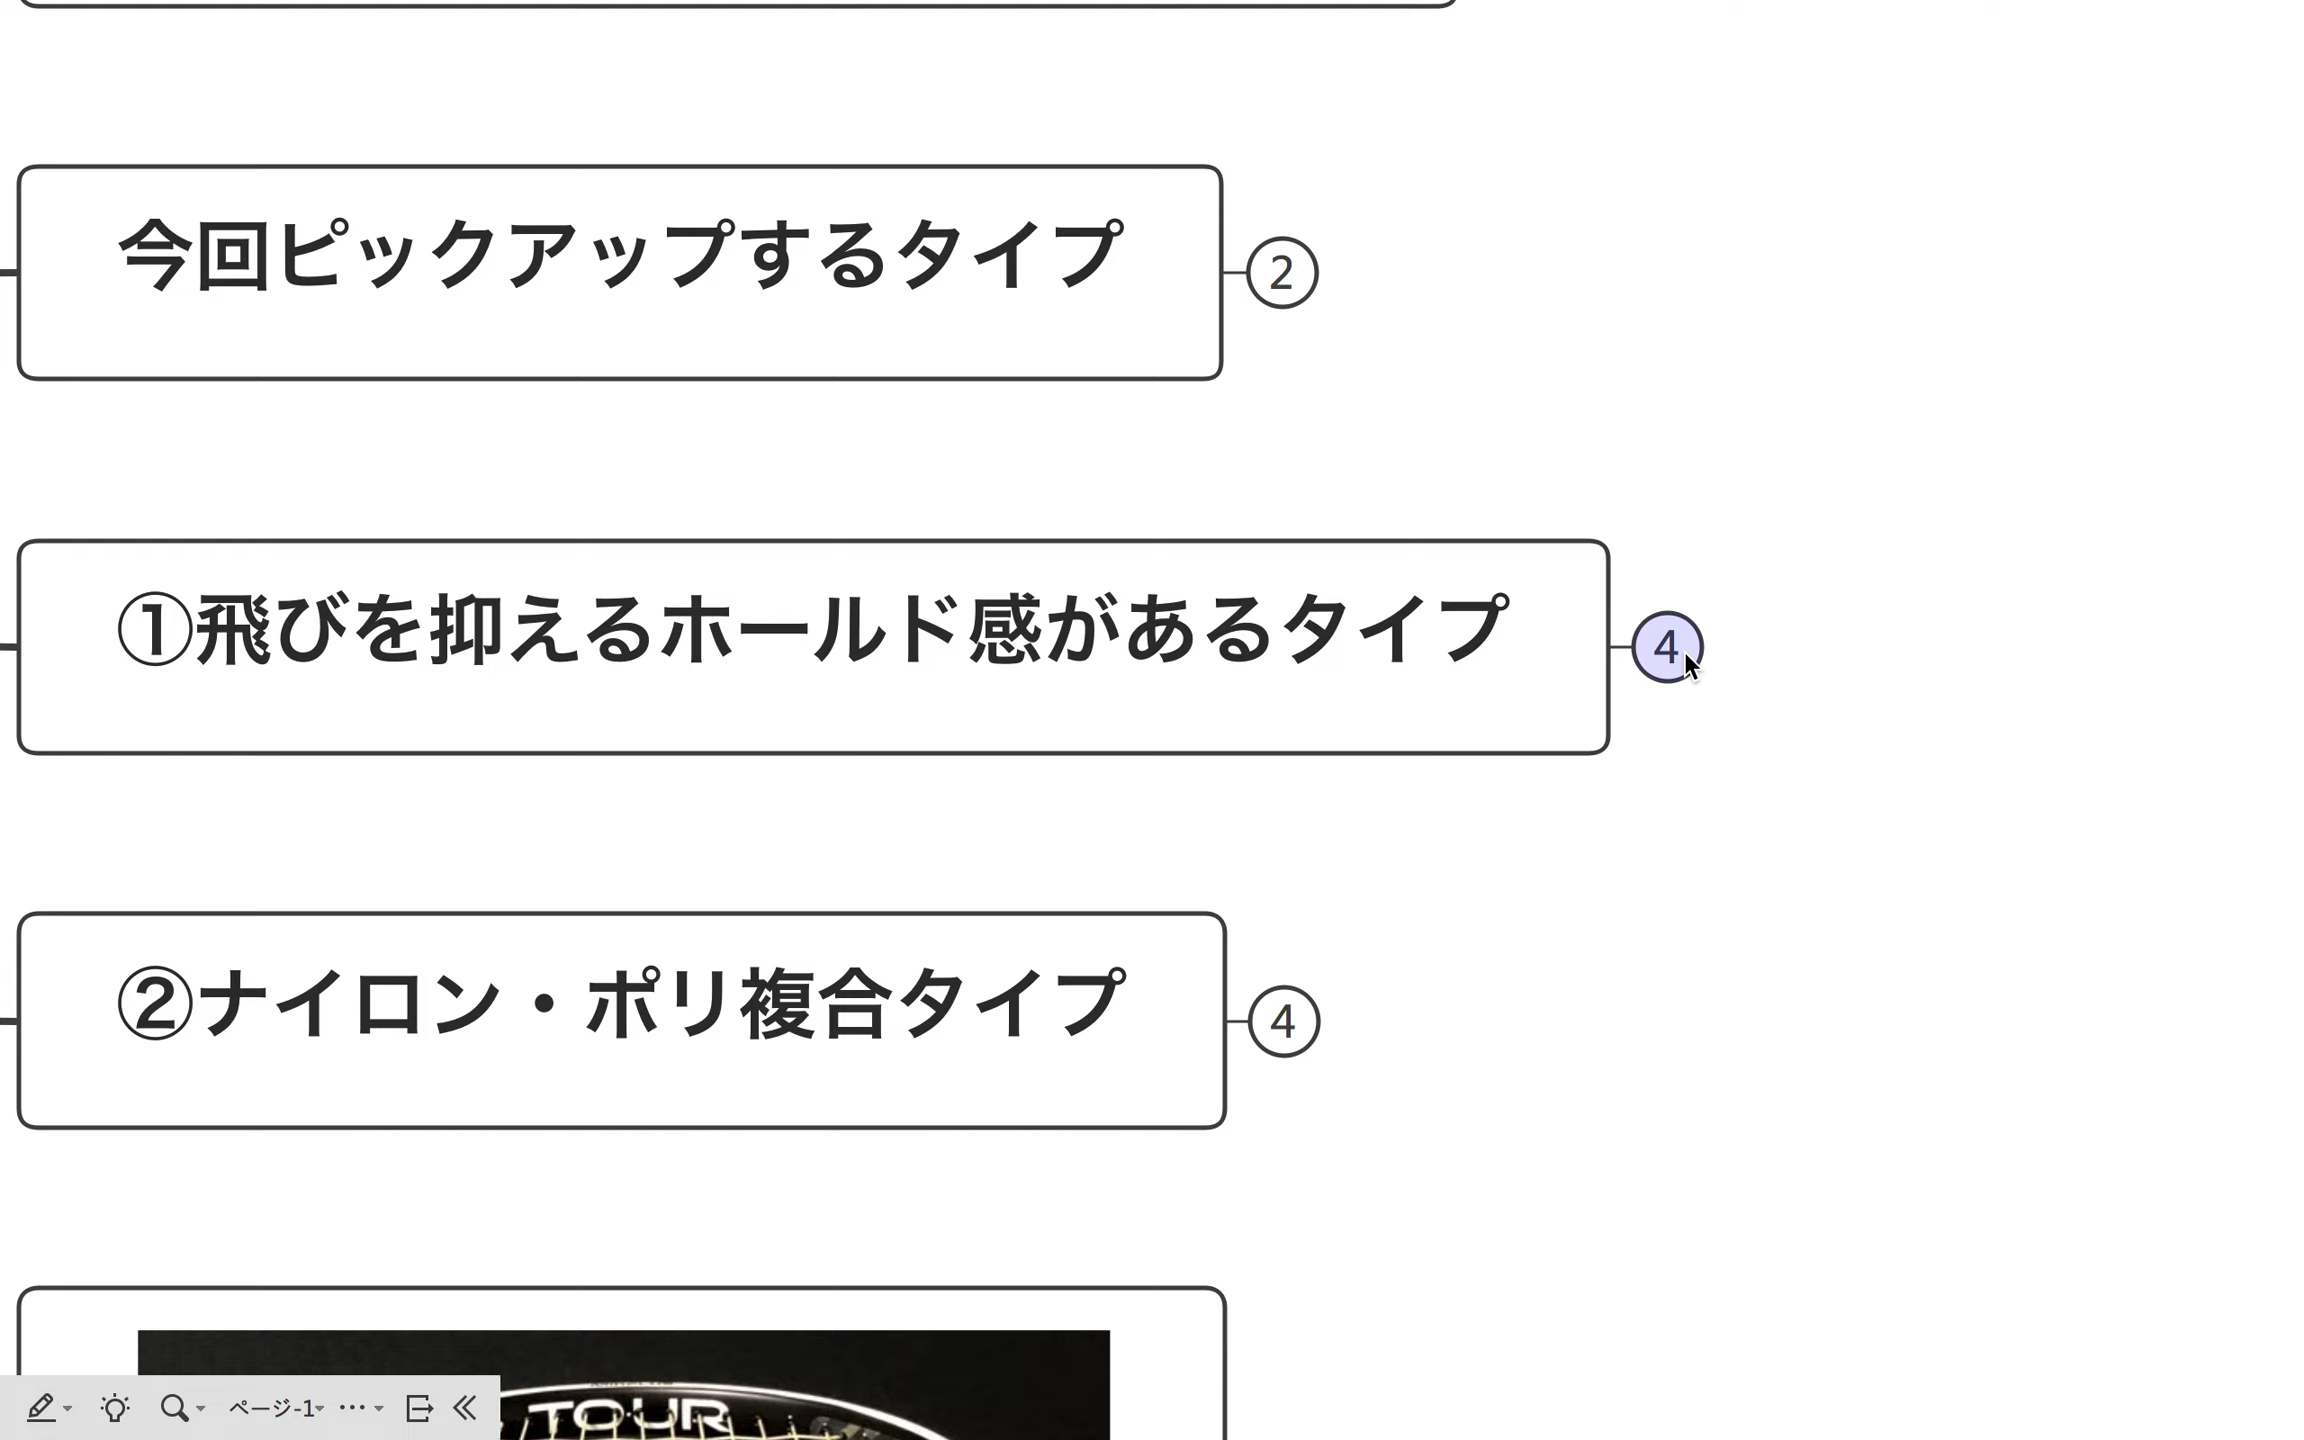 今回ピックアップするタイプ
2
①飛びを抑えるホールド感があるタイプ
4
②ナイロン・ポリ複合タイプ
4
TOUR
ページ-1